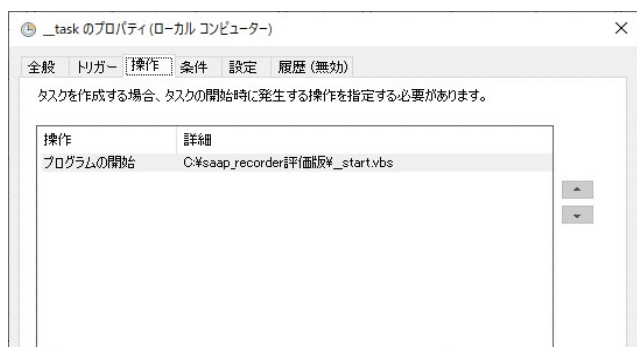 __task のプロパティ (ローカル コンピューター)
全般 トリガー 操作 条件 設定 履歴 (無効)
タスクを作成する場合、タスクの開始時に発生する操作を指定する必要があります。
操作 詳細
プログラムの開始 C:¥saap_recorder評価版¥_start.vbs